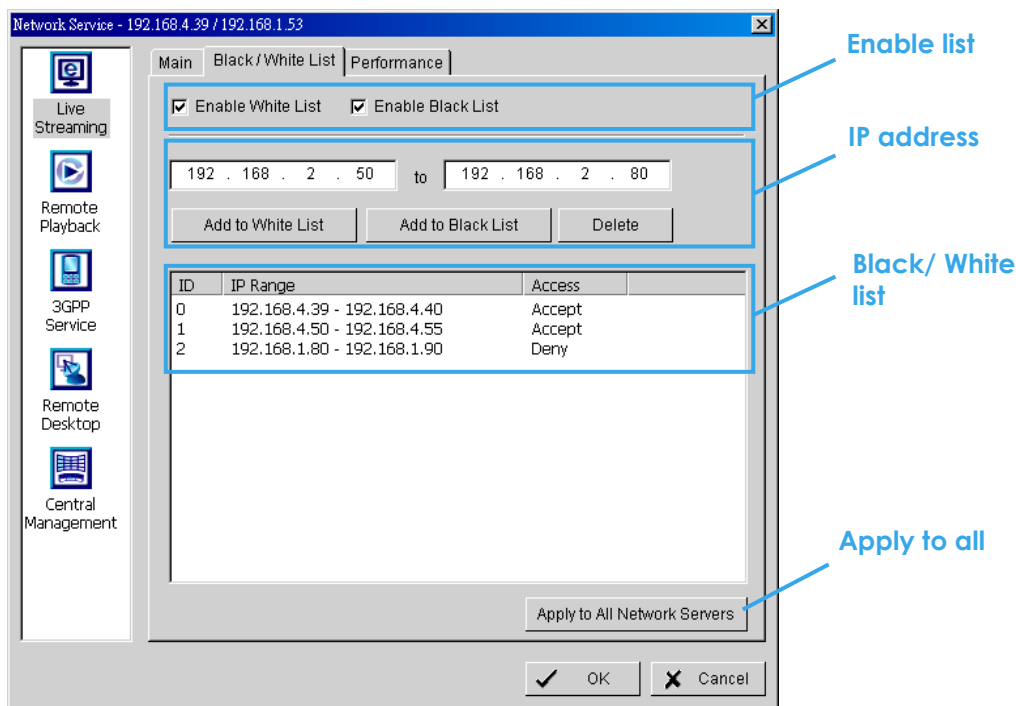 Network Service - 192.168.4.39 / 192.168.1.53
Enable list
Main Black / White List Performance
Live
Streaming
Enable White List Enable Black List
IP address
192 . 168 . 2 . 50 to 192 . 168 . 2 . 80
Remote
Playback
Add to White List Add to Black List Delete
Black/ White
list
ID IP Range Access
0 192.168.4.39 - 192.168.4.40 Accept
1 192.168.4.50 - 192.168.4.55 Accept
2 192.168.1.80 - 192.168.1.90 Deny
3GPP
Service
Remote
Desktop
Central
Management
Apply to all
Apply to All Network Servers
OK Cancel